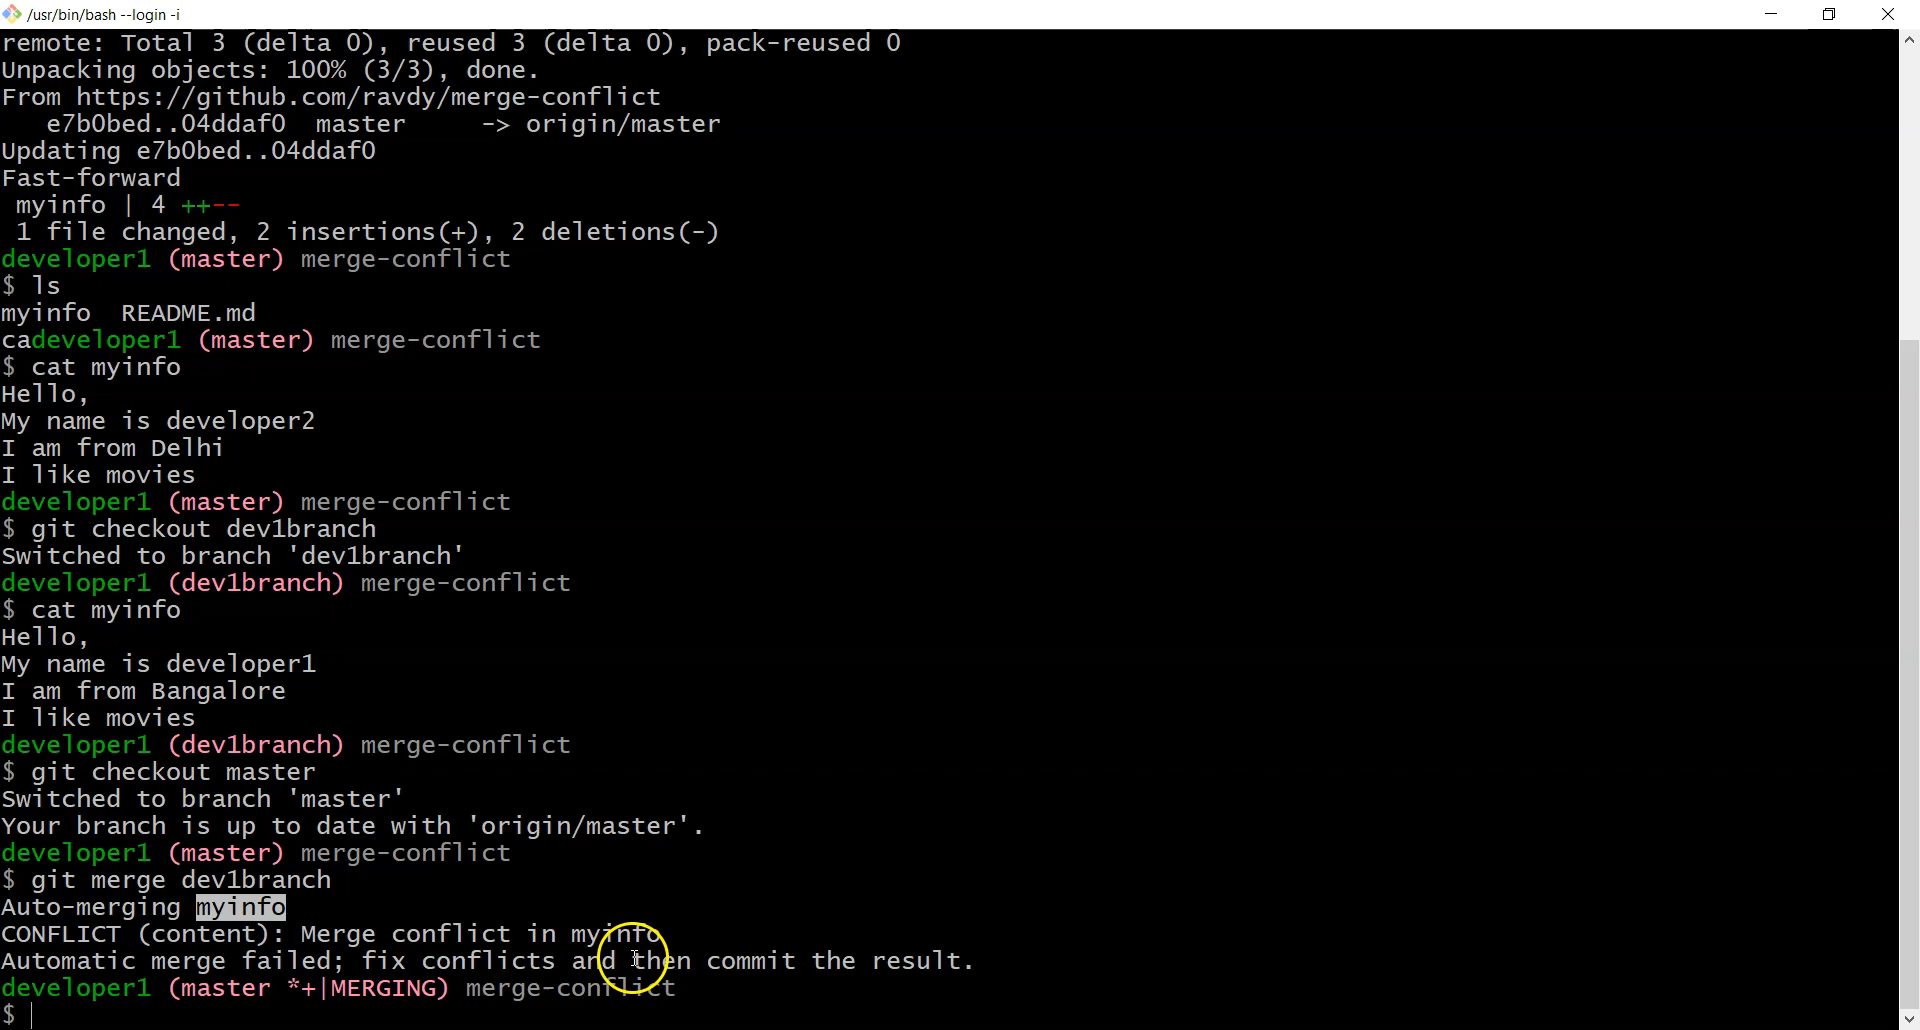 /usr/bin/bash --login -i
remote: Total 3 (delta 0), reused 3 (delta 0), pack-reused 0
Unpacking objects: 100% (3/3), done.
From https://github.com/ravdy/merge-conflict
   e7b0bed..04ddaf0  master     -> origin/master
Updating e7b0bed..04ddaf0
Fast-forward
 myinfo | 4 ++--
 1 file changed, 2 insertions(+), 2 deletions(-)
developer1 (master) merge-conflict
$ ls
myinfo  README.md
cadeveloper1 (master) merge-conflict
$ cat myinfo
Hello,
My name is developer2
I am from Delhi
I like movies
developer1 (master) merge-conflict
$ git checkout dev1branch
Switched to branch 'dev1branch'
developer1 (dev1branch) merge-conflict
$ cat myinfo
Hello,
My name is developer1
I am from Bangalore
I like movies
developer1 (dev1branch) merge-conflict
$ git checkout master
Switched to branch 'master'
Your branch is up to date with 'origin/master'.
developer1 (master) merge-conflict
$ git merge dev1branch
Auto-merging myinfo
CONFLICT (content): Merge conflict in myinfo
Automatic merge failed; fix conflicts and then commit the result.
developer1 (master *+|MERGING) merge-conflict
$